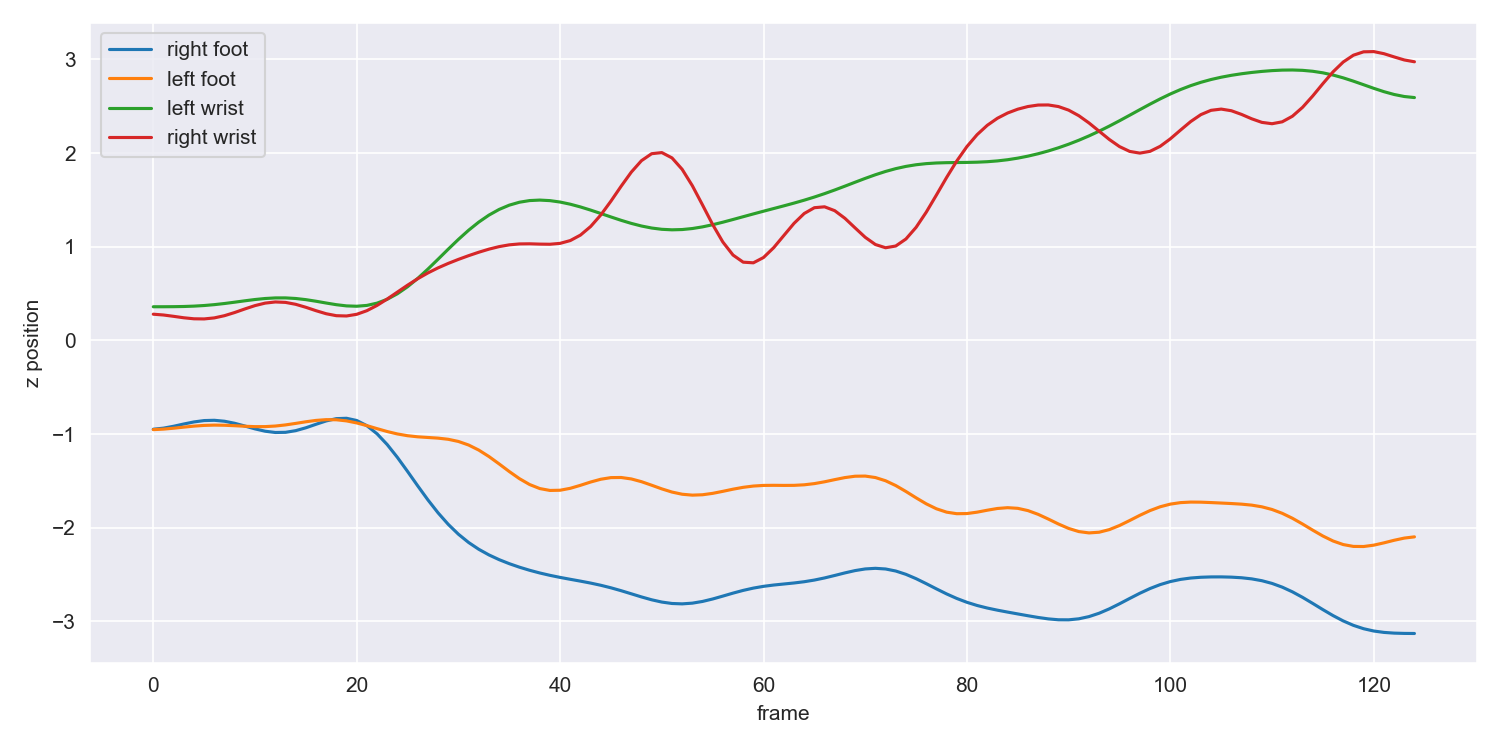 right foot
left foot
left wrist
right wrist
3
2
1
0
−1
−2
−3
z position
0 20 40 60 80 100 120
frame